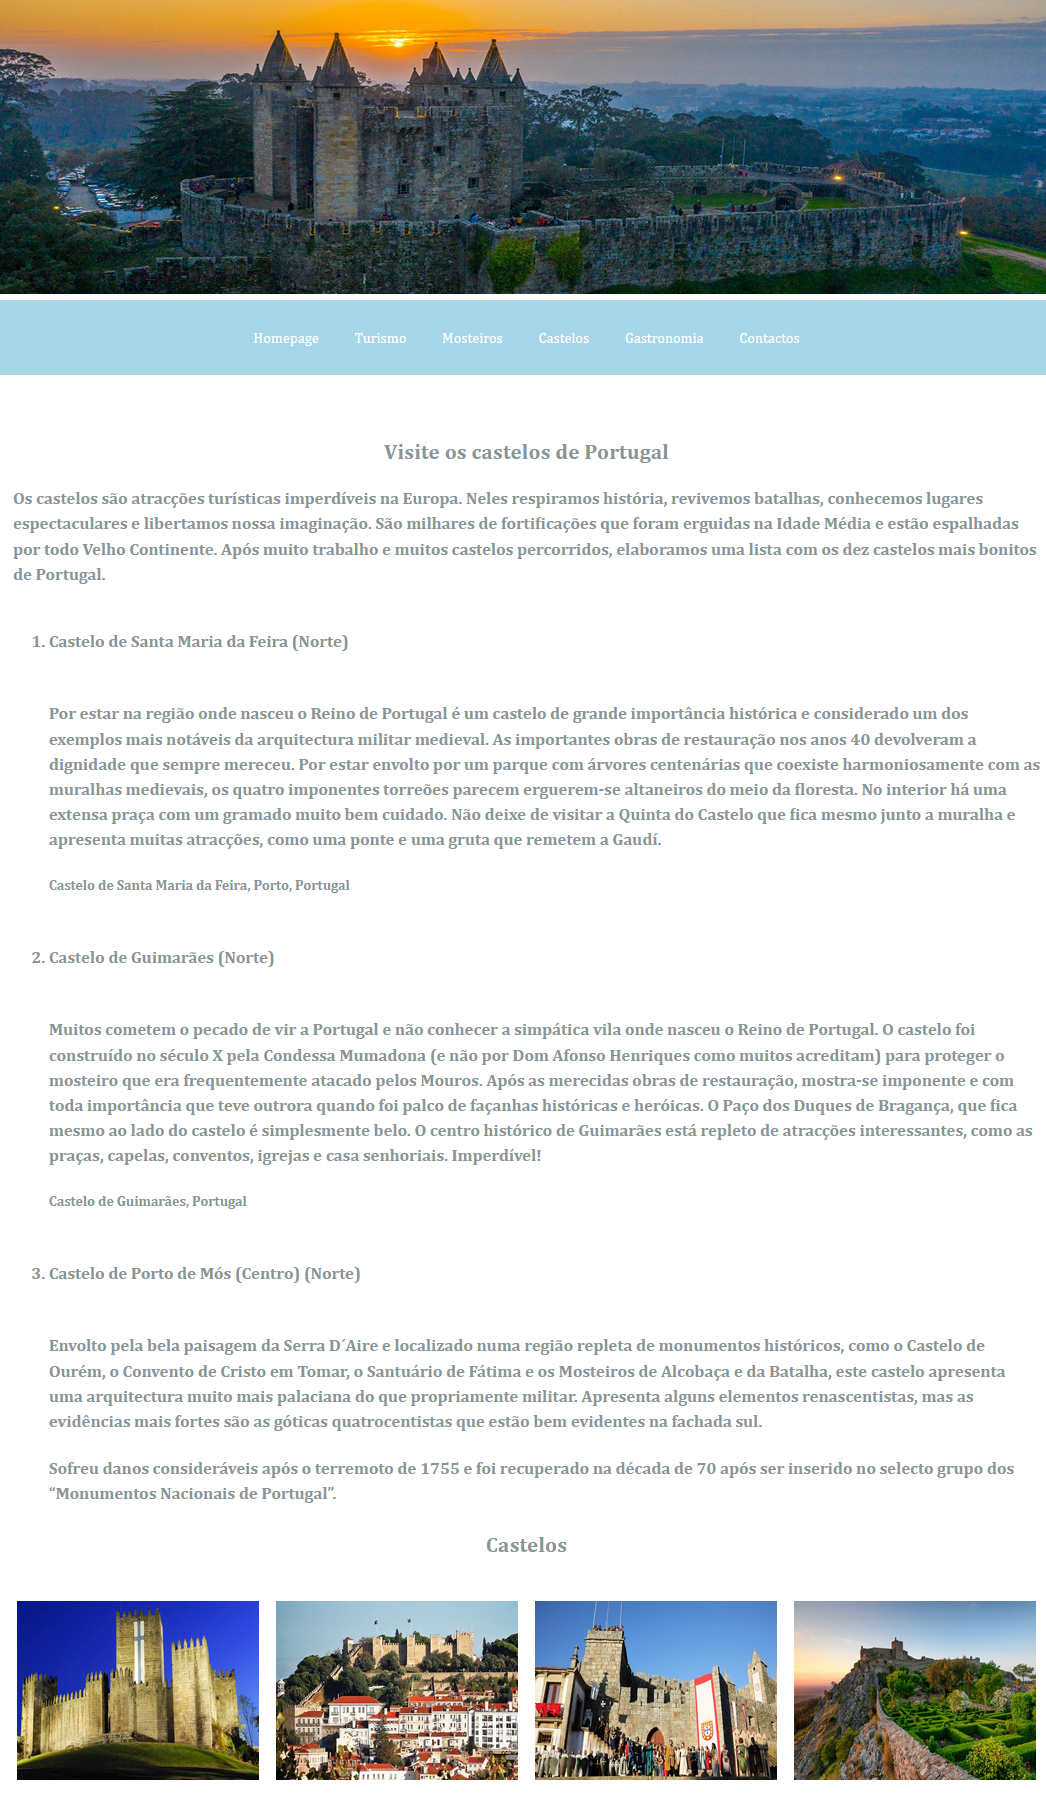 Homepage Turismo Mosteiros Castelos Gastronomia Contactos
Visite os castelos de Portugal
Os castelos são atracções turísticas imperdíveis na Europa. Neles respiramos história, revivemos batalhas, conhecemos lugares
espectaculares e libertamos nossa imaginação. São milhares de fortificações que foram erguidas na Idade Média e estão espalhadas
por todo Velho Continente. Após muito trabalho e muitos castelos percorridos, elaboramos uma lista com os dez castelos mais bonitos
de Portugal.
1. Castelo de Santa Maria da Feira (Norte)
Por estar na região onde nasceu o Reino de Portugal é um castelo de grande importância histórica e considerado um dos
exemplos mais notáveis da arquitectura militar medieval. As importantes obras de restauração nos anos 40 devolveram a
dignidade que sempre mereceu. Por estar envolto por um parque com árvores centenárias que coexiste harmoniosamente com as
muralhas medievais, os quatro imponentes torreões parecem erguerem-se altaneiros do meio da floresta. No interior há uma
extensa praça com um gramado muito bem cuidado. Não deixe de visitar a Quinta do Castelo que fica mesmo junto a muralha e
apresenta muitas atracções, como uma ponte e uma gruta que remetem a Gaudí.
Castelo de Santa Maria da Feira, Porto, Portugal
2. Castelo de Guimarães (Norte)
Muitos cometem o pecado de vir a Portugal e não conhecer a simpática vila onde nasceu o Reino de Portugal. O castelo foi
construído no século X pela Condessa Mumadona (e não por Dom Afonso Henriques como muitos acreditam) para proteger o
mosteiro que era frequentemente atacado pelos Mouros. Após as merecidas obras de restauração, mostra-se imponente e com
toda importância que teve outrora quando foi palco de façanhas históricas e heróicas. O Paço dos Duques de Bragança, que fica
mesmo ao lado do castelo é simplesmente belo. O centro histórico de Guimarães está repleto de atracções interessantes, como as
praças, capelas, conventos, igrejas e casa senhoriais. Imperdível!
Castelo de Guimarães, Portugal
3. Castelo de Porto de Mós (Centro) (Norte)
Envolto pela bela paisagem da Serra D´Aire e localizado numa região repleta de monumentos históricos, como o Castelo de
Ourém, o Convento de Cristo em Tomar, o Santuário de Fátima e os Mosteiros de Alcobaça e da Batalha, este castelo apresenta
uma arquitectura muito mais palaciana do que propriamente militar. Apresenta alguns elementos renascentistas, mas as
evidências mais fortes são as góticas quatrocentistas que estão bem evidentes na fachada sul.
Sofreu danos consideráveis após o terremoto de 1755 e foi recuperado na década de 70 após ser inserido no selecto grupo dos
“Monumentos Nacionais de Portugal”.
Castelos